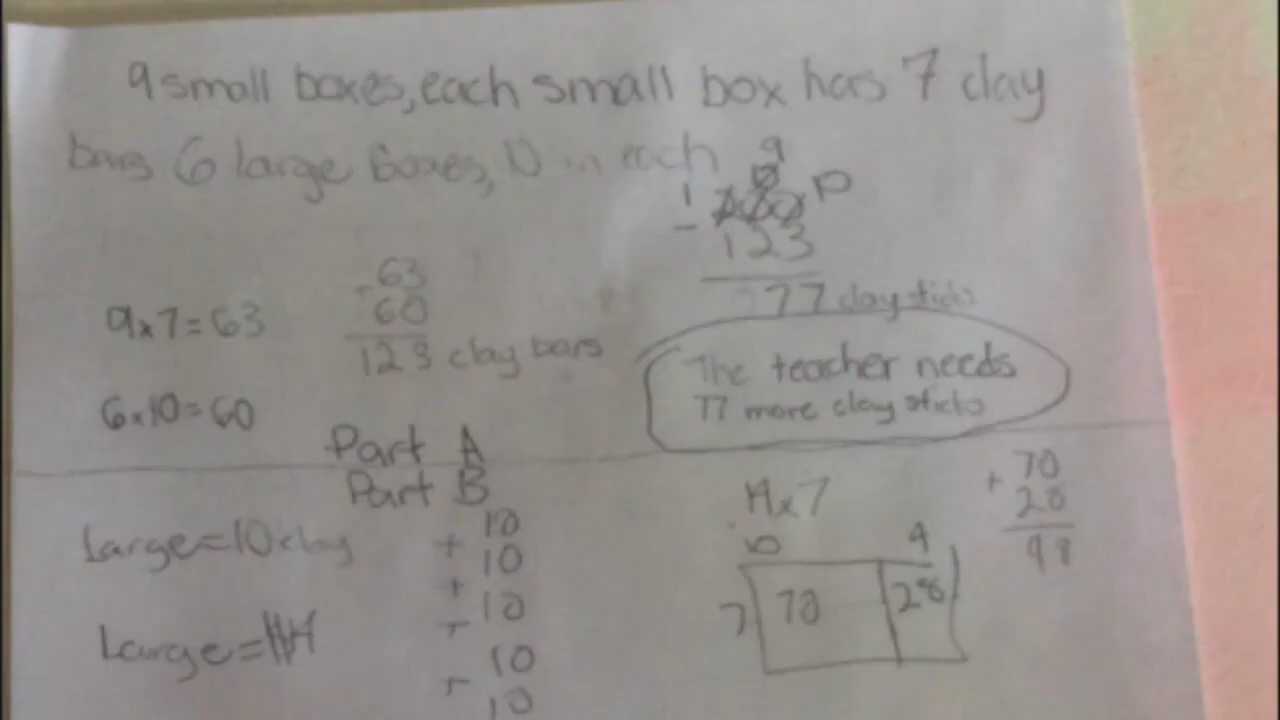 9 small boxes, each small box has 7 clay
bars 6 large boxes, 10 in each
9
10 10
1 200
- 123
77 clay sticks
The teacher needs
77 more clay sticks
9x7=63
6x10=60
63
60
123 clay bars
Part A
Part B
Large=10 clay
Large=
10
+ 10
+ 10
+ 10
+ 10
14x7
10 4
7 70 28
+ 70
28
98